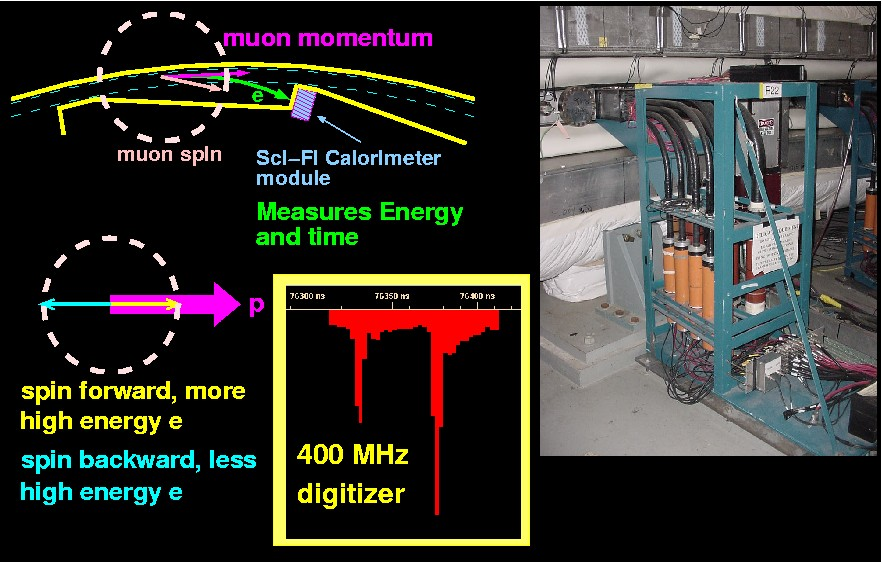 muon momentum
e
muon spIn
ScI–FI CalorImeter
module
Measures Energy
and time
p
spin forward, more
high energy e
spin backward, less
high energy e
76300 ns 76350 ns 76400 ns
400 MHz
digitizer
R22